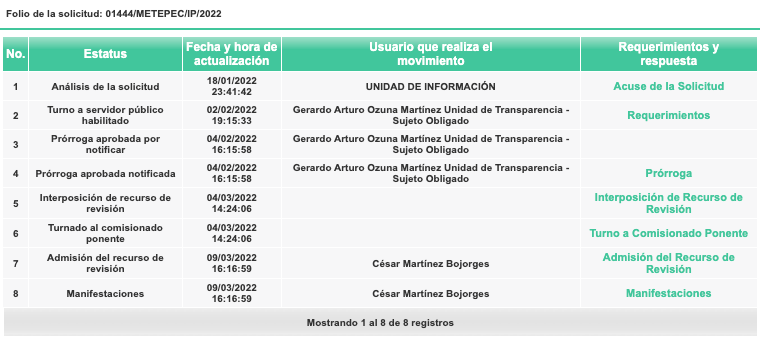 Folio de la solicitud: 01444/METEPEC/IP/2022
No. Estatus Fecha y hora de actualización Usuario que realiza el movimiento Requerimientos y respuesta
1 Análisis de la solicitud 18/01/2022 23:41:42 UNIDAD DE INFORMACIÓN Acuse de la Solicitud
2 Turno a servidor público habilitado 02/02/2022 19:15:33 Gerardo Arturo Ozuna Martínez Unidad de Transparencia - Sujeto Obligado Requerimientos
3 Prórroga aprobada por notificar 04/02/2022 16:15:58 Gerardo Arturo Ozuna Martínez Unidad de Transparencia - Sujeto Obligado
4 Prórroga aprobada notificada 04/02/2022 16:15:58 Gerardo Arturo Ozuna Martínez Unidad de Transparencia - Sujeto Obligado Prórroga
5 Interposición de recurso de revisión 04/03/2022 14:24:06 Interposición de Recurso de Revisión
6 Turnado al comisionado ponente 04/03/2022 14:24:06 Turno a Comisionado Ponente
7 Admisión del recurso de revisión 09/03/2022 16:16:59 César Martínez Bojorges Admisión del Recurso de Revisión
8 Manifestaciones 09/03/2022 16:16:59 César Martínez Bojorges Manifestaciones
Mostrando 1 al 8 de 8 registros